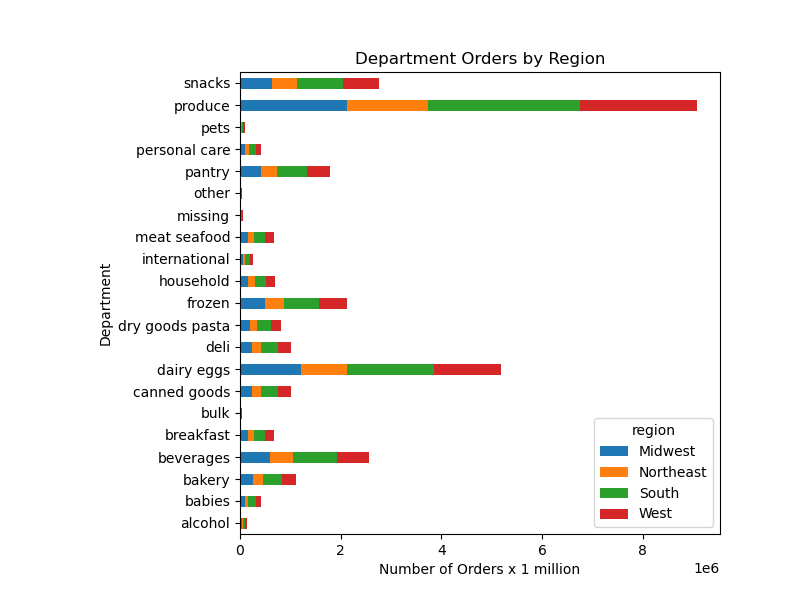 Department Orders by Region
snacks
produce
pets
personal care
pantry
other
missing
meat seafood
international
household
frozen
dry goods pasta
deli
dairy eggs
canned goods
bulk
breakfast
beverages
bakery
babies
alcohol
Department
region
Midwest
Northeast
South
West
0 2 4 6 8
1e6
Number of Orders x 1 million